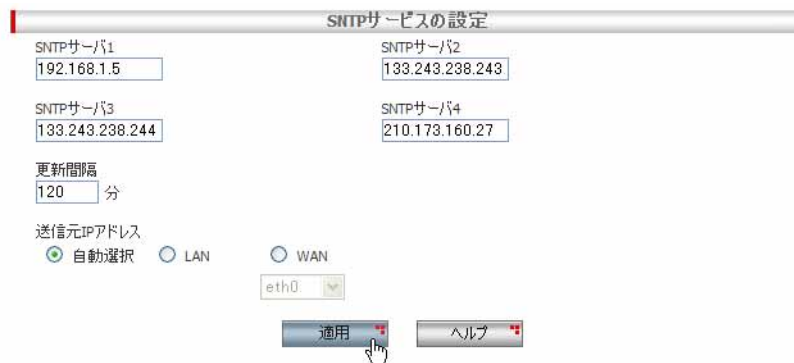 SNTPサービスの設定
SNTPサーバ1
SNTPサーバ2
192.168.1.5
133.243.238.243
SNTPサーバ3
SNTPサーバ4
133.243.238.244
210.173.160.27
更新間隔
120 分
送信元IPアドレス
自動選択 LAN WAN
eth0
適用 ヘルプ